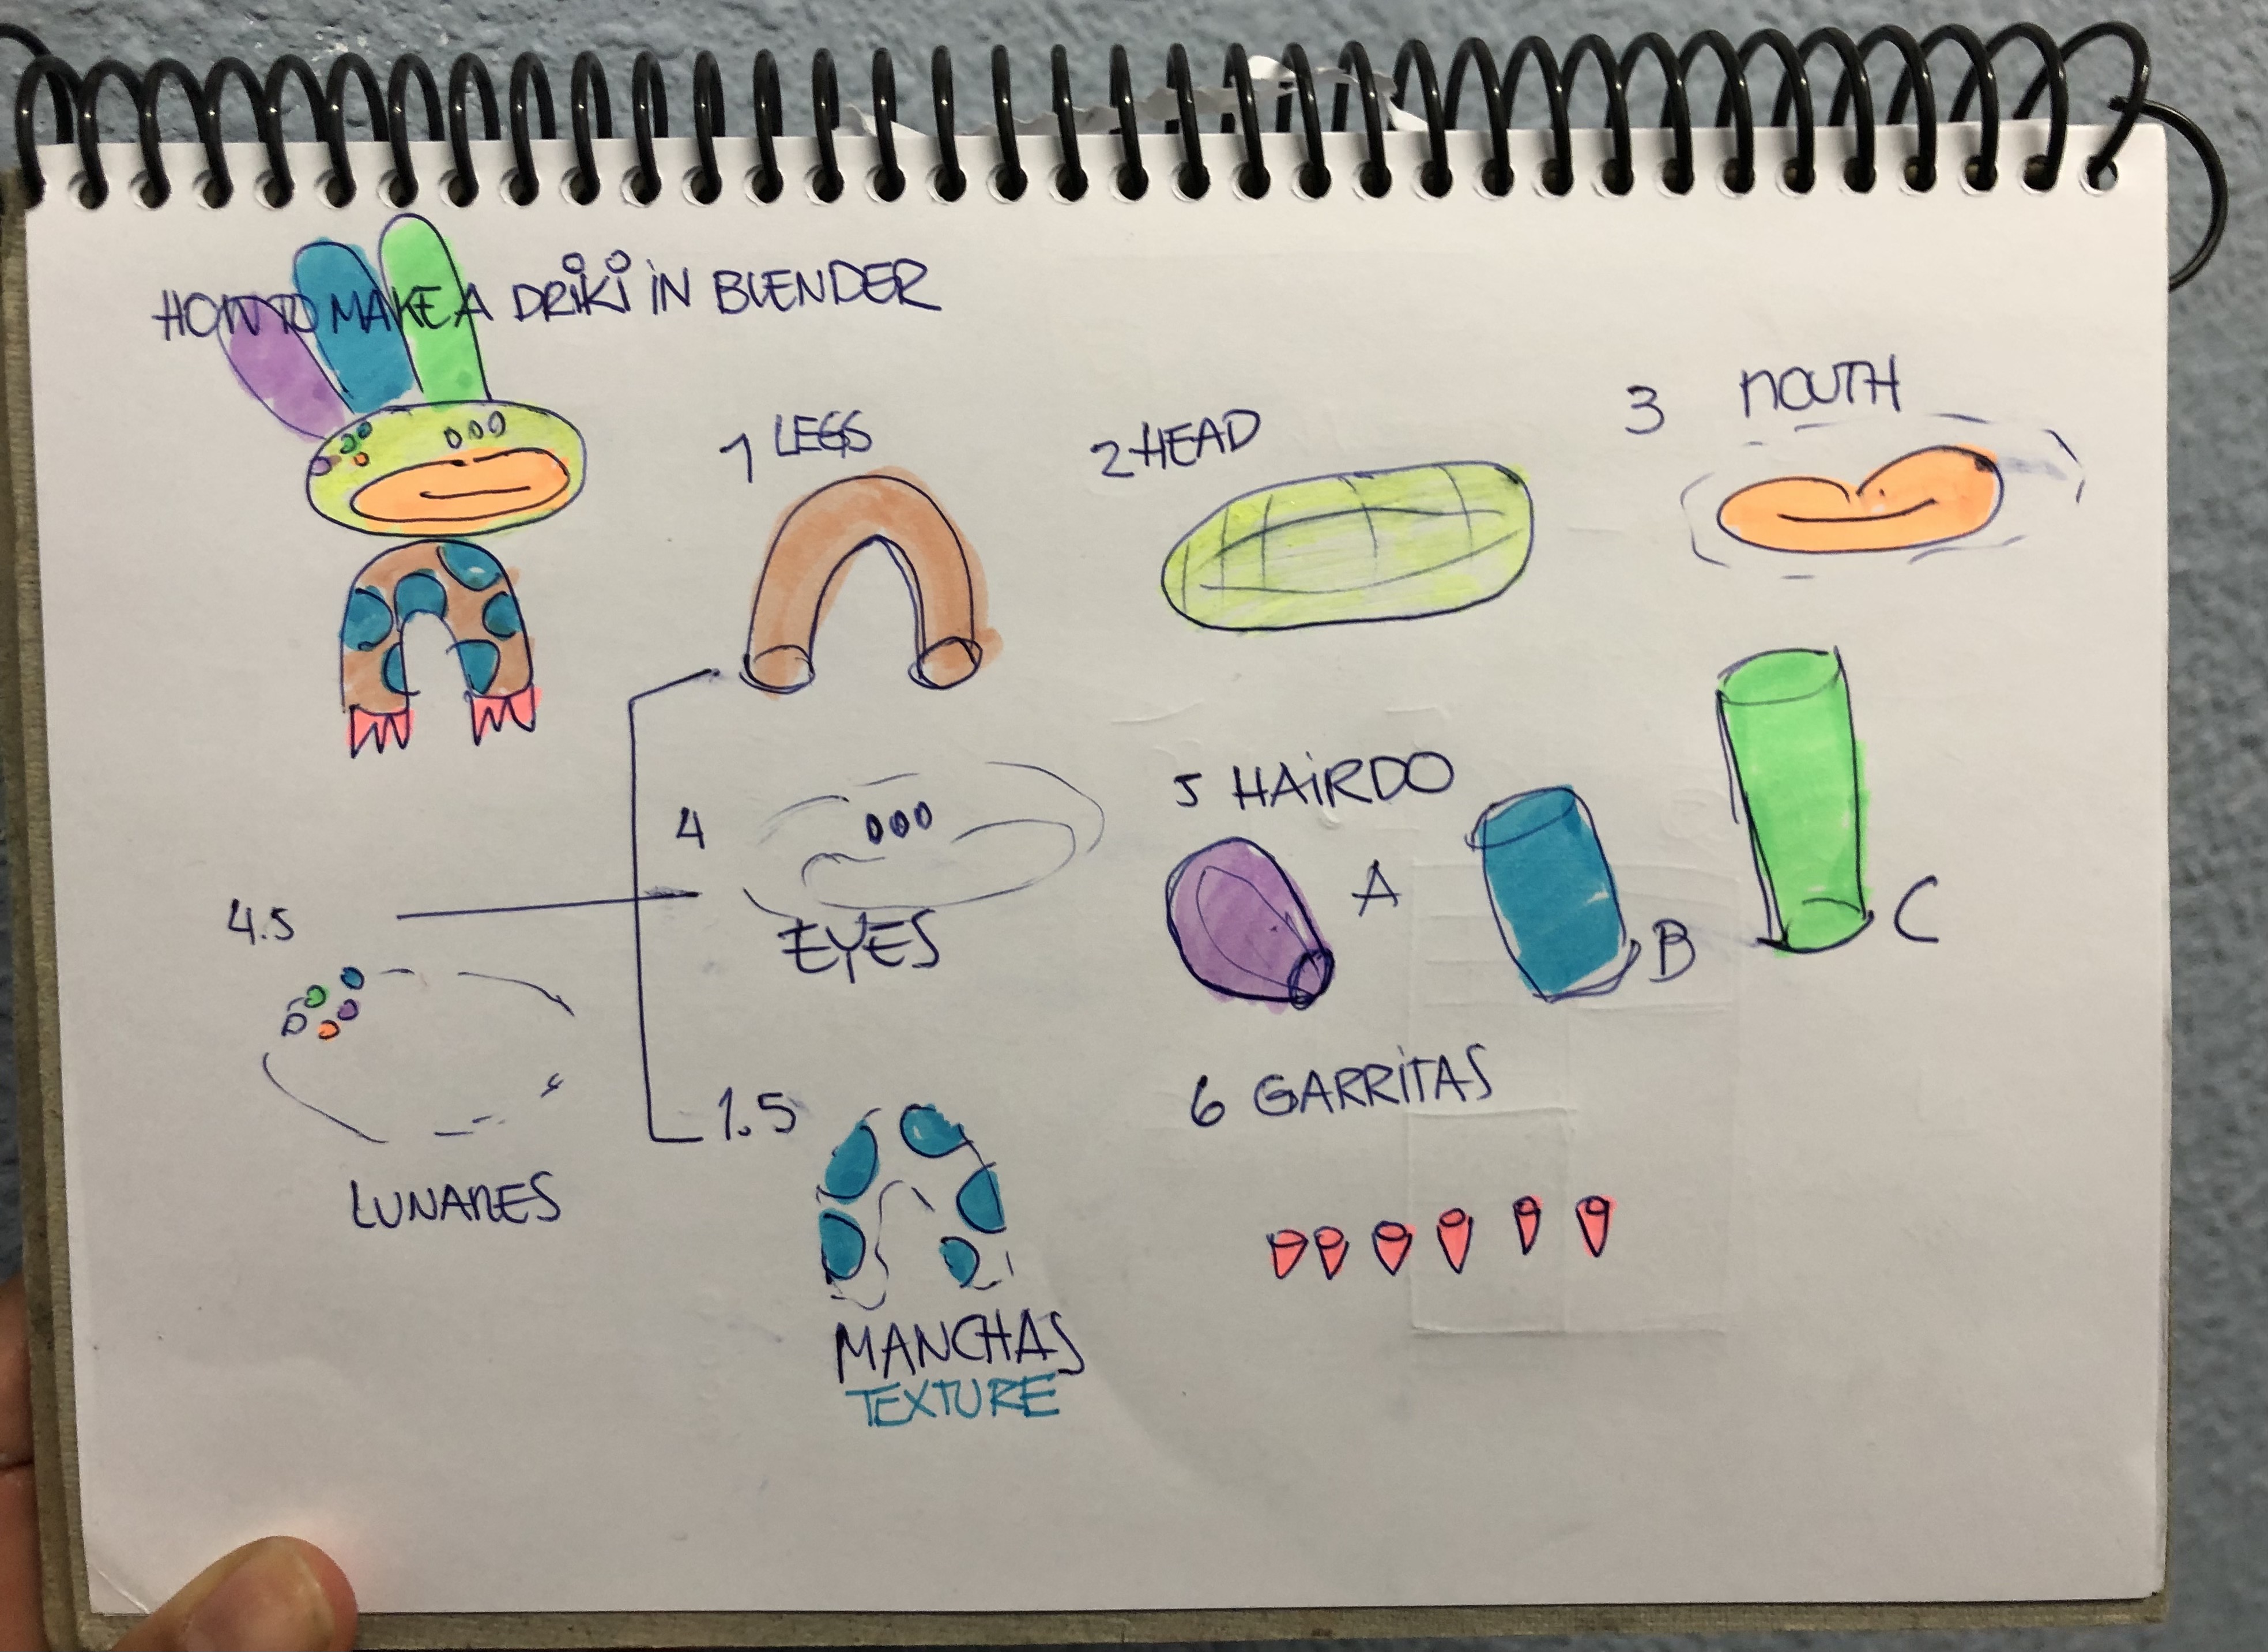 HOW TO MAKE A DRIKI IN BLENDER
1 LEGS
2 HEAD
3 MOUTH
4
EYES
4.5
LUNARES
1.5
MANCHAS
TEXTURE
5 HAIRDO
A
B
C
6 GARRITAS